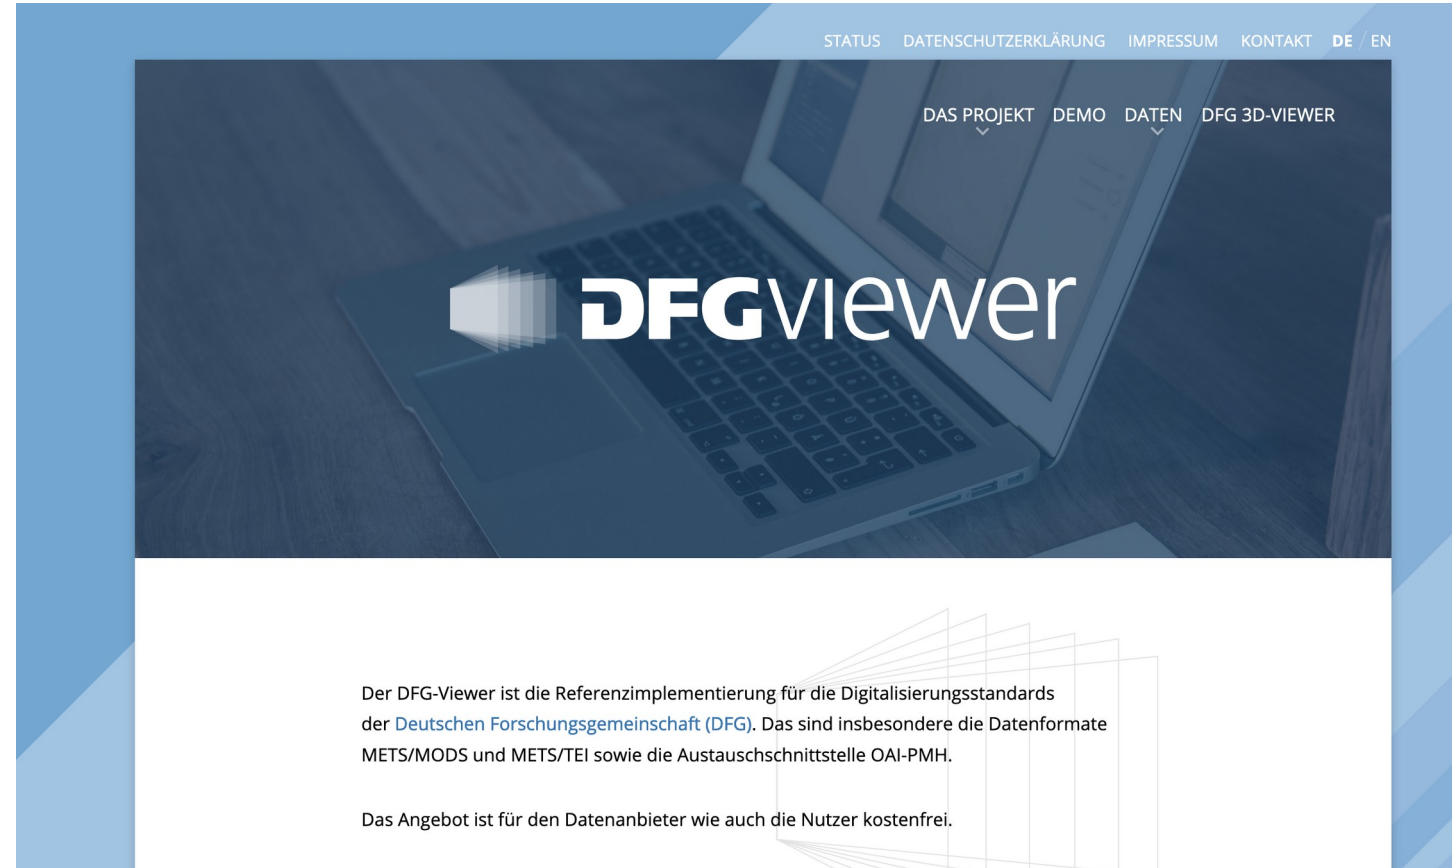 STATUS DATENSCHUTZERKLÄRUNG IMPRESSUM KONTAKT DE / EN
DAS PROJEKT DEMO DATEN DFG 3D-VIEWER
DFGviewer
Der DFG-Viewer ist die Referenzimplementierung für die Digitalisierungsstandards
der Deutschen Forschungsgemeinschaft (DFG). Das sind insbesondere die Datenformate
METS/MODS und METS/TEI sowie die Austauschschnittstelle OAI-PMH.
Das Angebot ist für den Datenanbieter wie auch die Nutzer kostenfrei.